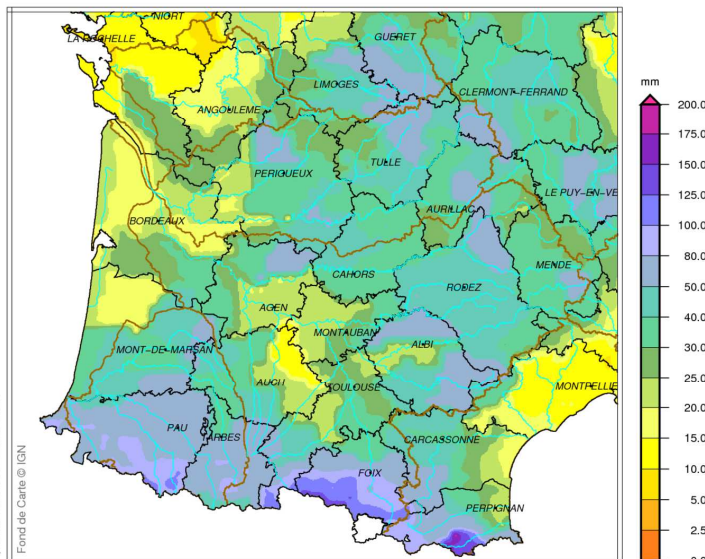 NIORT
LA ROCHELLE
GUERET
LIMOGES
CLERMONT-FERRAND
ANGOULEME
PERIGUEUX
TULLE
LE PUY-EN-VE
BORDEAUX
AURILLAC
MENDE
CAHORS
RODEZ
AGEN
MONTAUBAN
ALBI
MONT-DE-MARSAN
AUCH
TOULOUSE
MONTPELLIE
PAU
TARBES
CARCASSONNE
FOIX
PERPIGNAN
Fond de Carte © IGN
mm
200.0
175.0
150.0
125.0
100.0
80.0
50.0
40.0
30.0
25.0
20.0
15.0
10.0
5.0
2.5
0.0